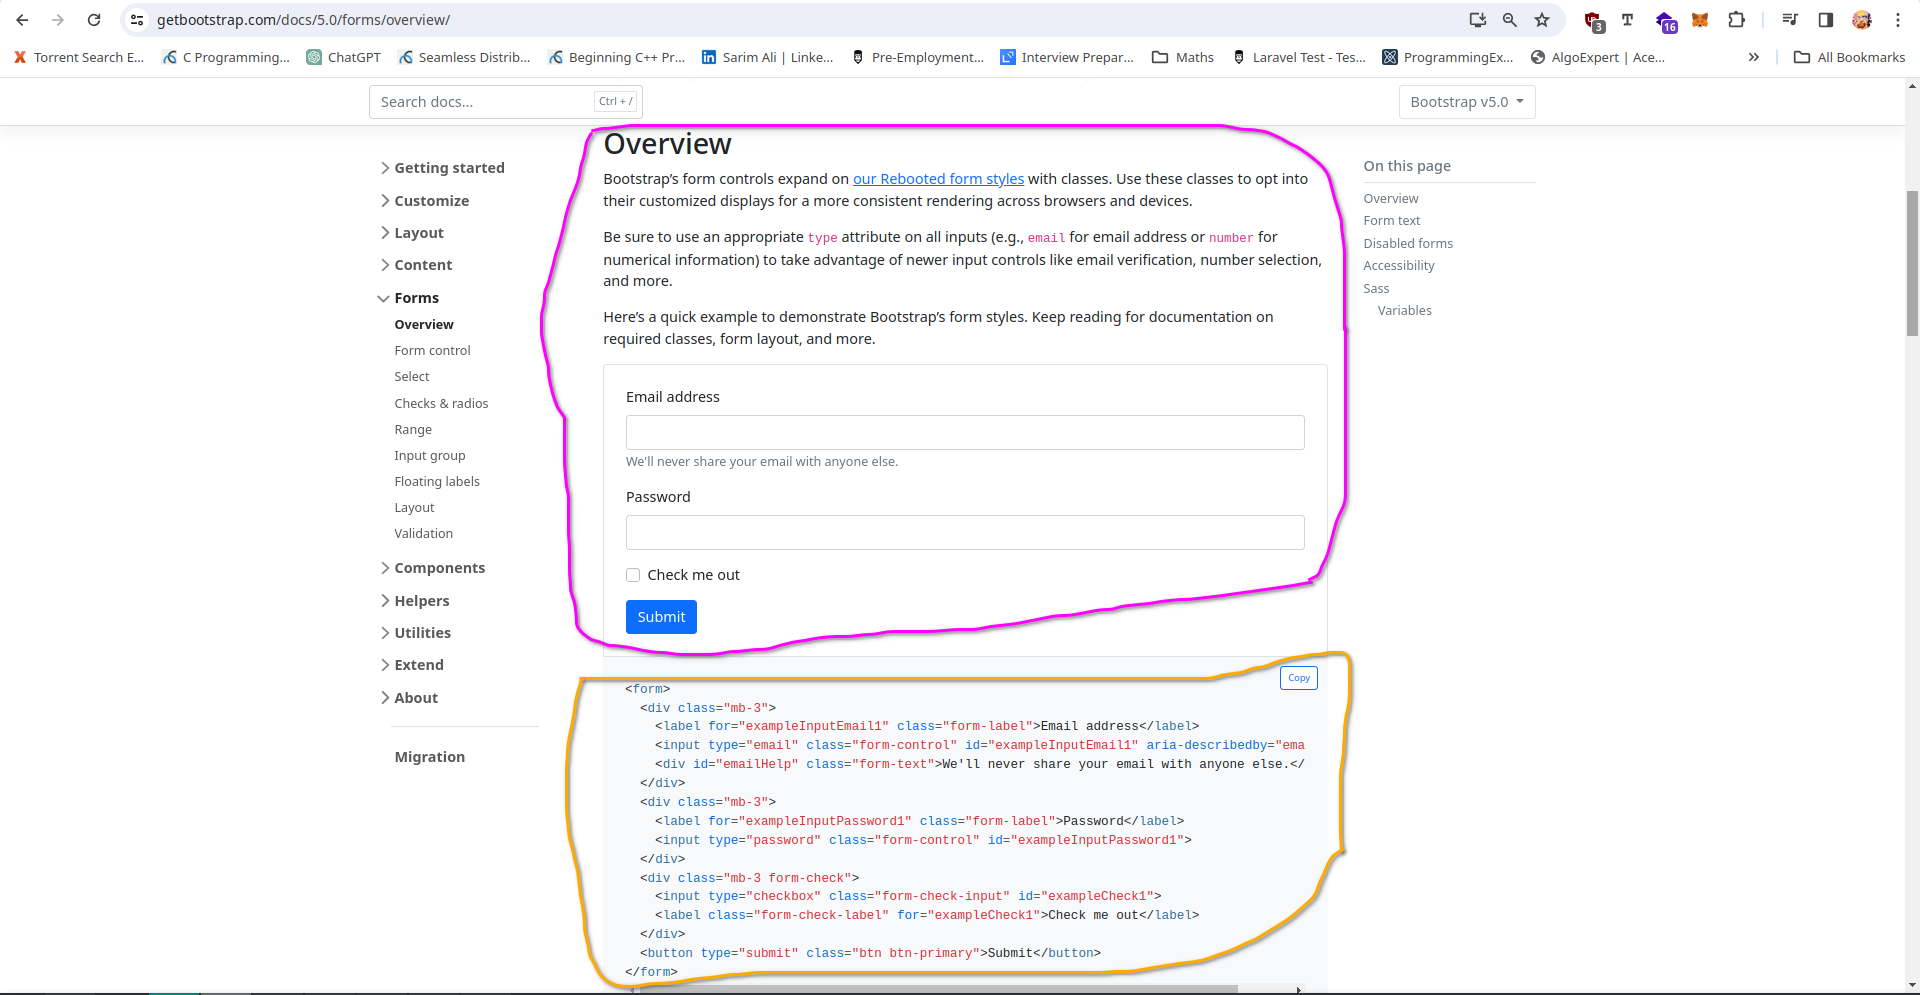 getbootstrap.com/docs/5.0/forms/overview/
3
16
Torrent Search E...
C Programming...
ChatGPT
Seamless Distrib...
Beginning C++ Pr...
Sarim Ali | Linke...
Pre-Employment...
Interview Prepar...
Maths
Laravel Test - Tes...
ProgrammingEx...
AlgoExpert | Ace...
»
All Bookmarks
Search docs...
Ctrl + /
Bootstrap v5.0
Getting started
Customize
Layout
Content
Forms
Overview
Form control
Select
Checks & radios
Range
Input group
Floating labels
Layout
Validation
Components
Helpers
Utilities
Extend
About
Migration
Overview
Bootstrap’s form controls expand on our Rebooted form styles with classes. Use these classes to opt into
their customized displays for a more consistent rendering across browsers and devices.
Be sure to use an appropriate type attribute on all inputs (e.g., email for email address or number for
numerical information) to take advantage of newer input controls like email verification, number selection,
and more.
Here’s a quick example to demonstrate Bootstrap’s form styles. Keep reading for documentation on
required classes, form layout, and more.
Email address
We'll never share your email with anyone else.
Password
Check me out
Submit
Copy
<form>
  <div class="mb-3">
    <label for="exampleInputEmail1" class="form-label">Email address</label>
    <input type="email" class="form-control" id="exampleInputEmail1" aria-describedby="ema
    <div id="emailHelp" class="form-text">We'll never share your email with anyone else.</
  </div>
  <div class="mb-3">
    <label for="exampleInputPassword1" class="form-label">Password</label>
    <input type="password" class="form-control" id="exampleInputPassword1">
  </div>
  <div class="mb-3 form-check">
    <input type="checkbox" class="form-check-input" id="exampleCheck1">
    <label class="form-check-label" for="exampleCheck1">Check me out</label>
  </div>
  <button type="submit" class="btn btn-primary">Submit</button>
</form>
On this page
Overview
Form text
Disabled forms
Accessibility
Sass
Variables